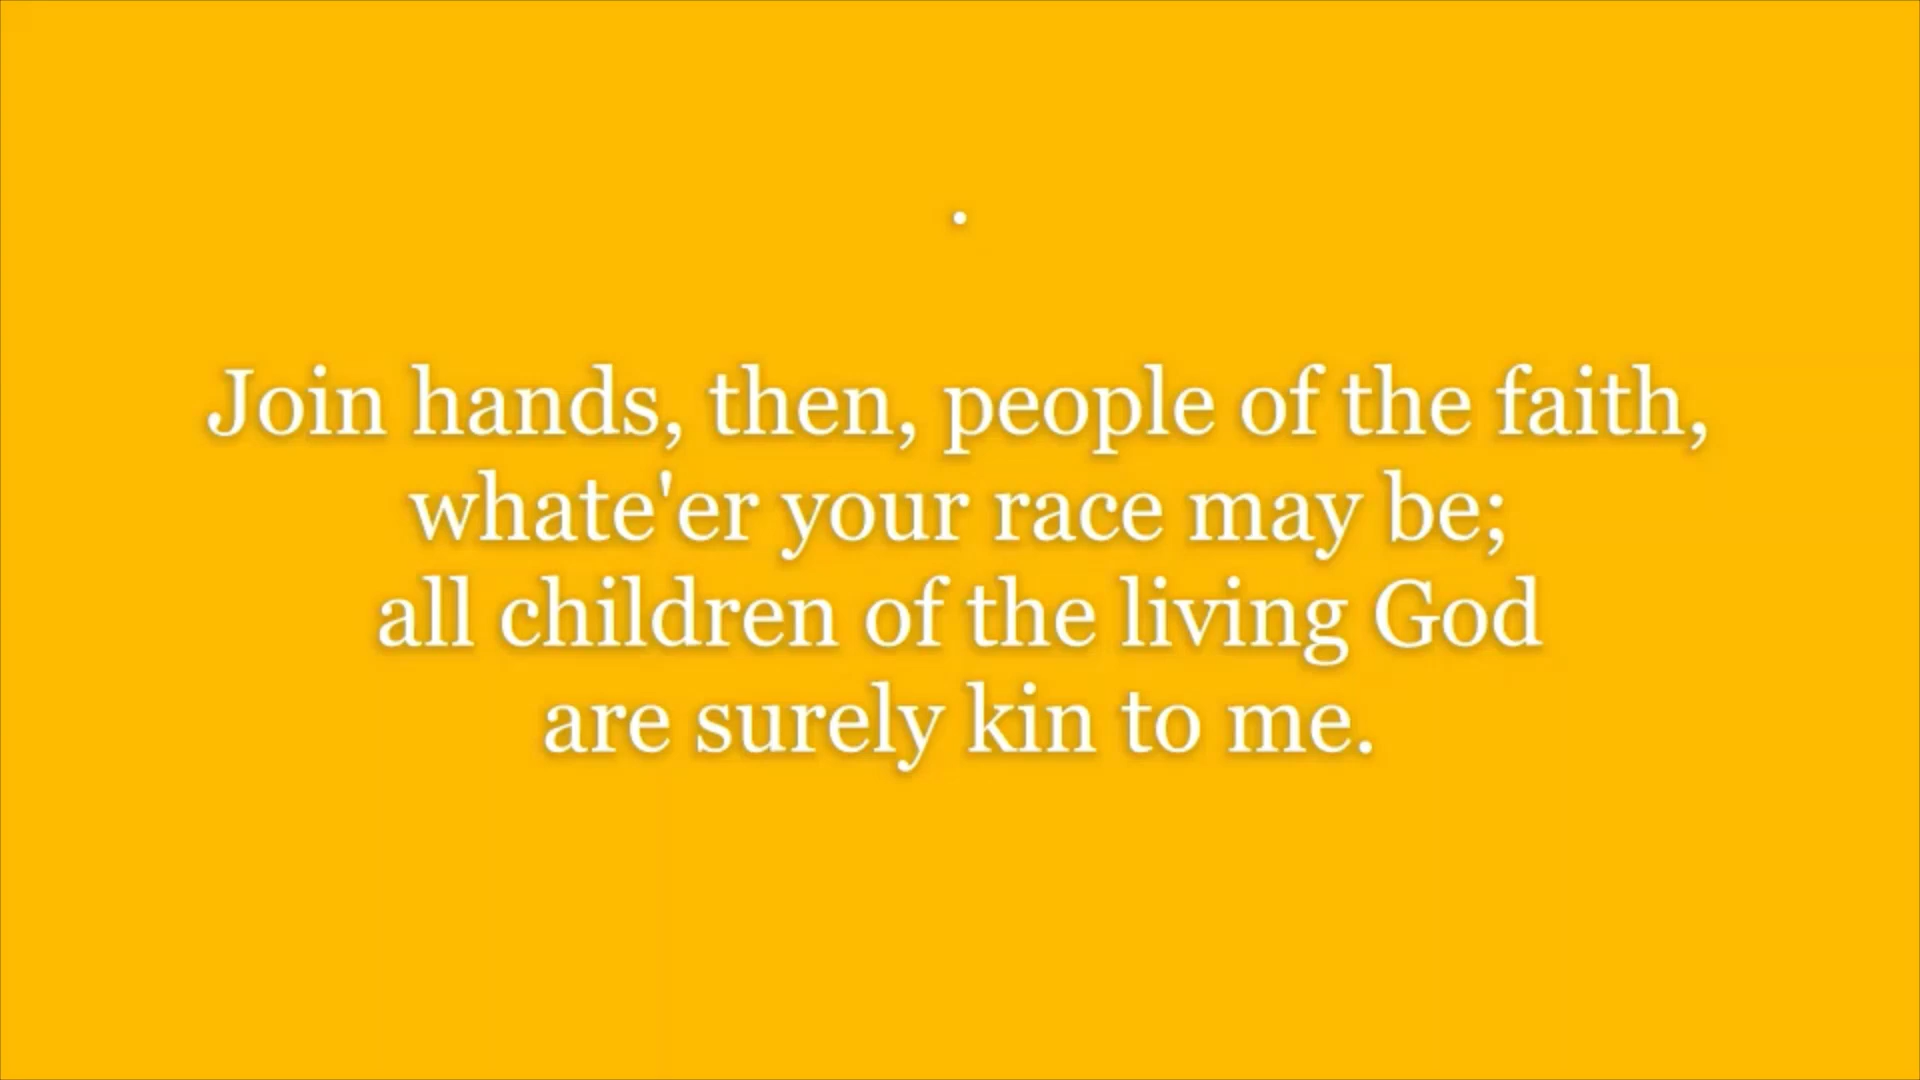 .
Join hands, then, people of the faith,
whate'er your race may be;
all children of the living God
are surely kin to me.